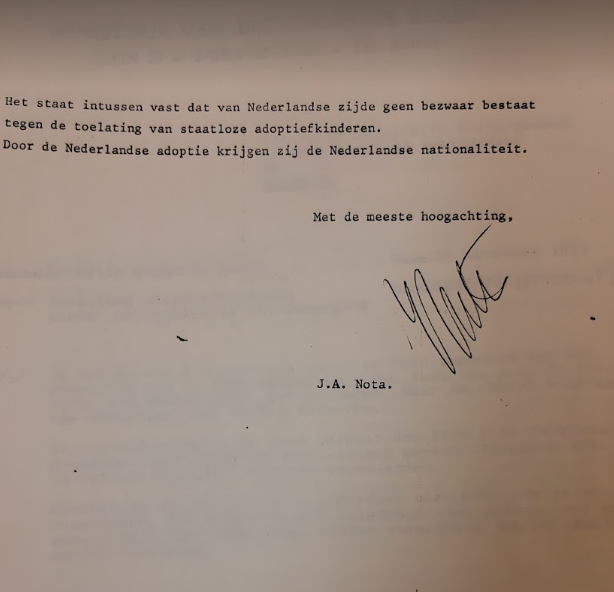 Het staat intussen vast dat van Nederlandse zijde geen bezwaar bestaat
tegen de toelating van staatloze adoptiefkinderen.
Door de Nederlandse adoptie krijgen zij de Nederlandse nationaliteit.
Met de meeste hoogachting,
J.A. Nota.